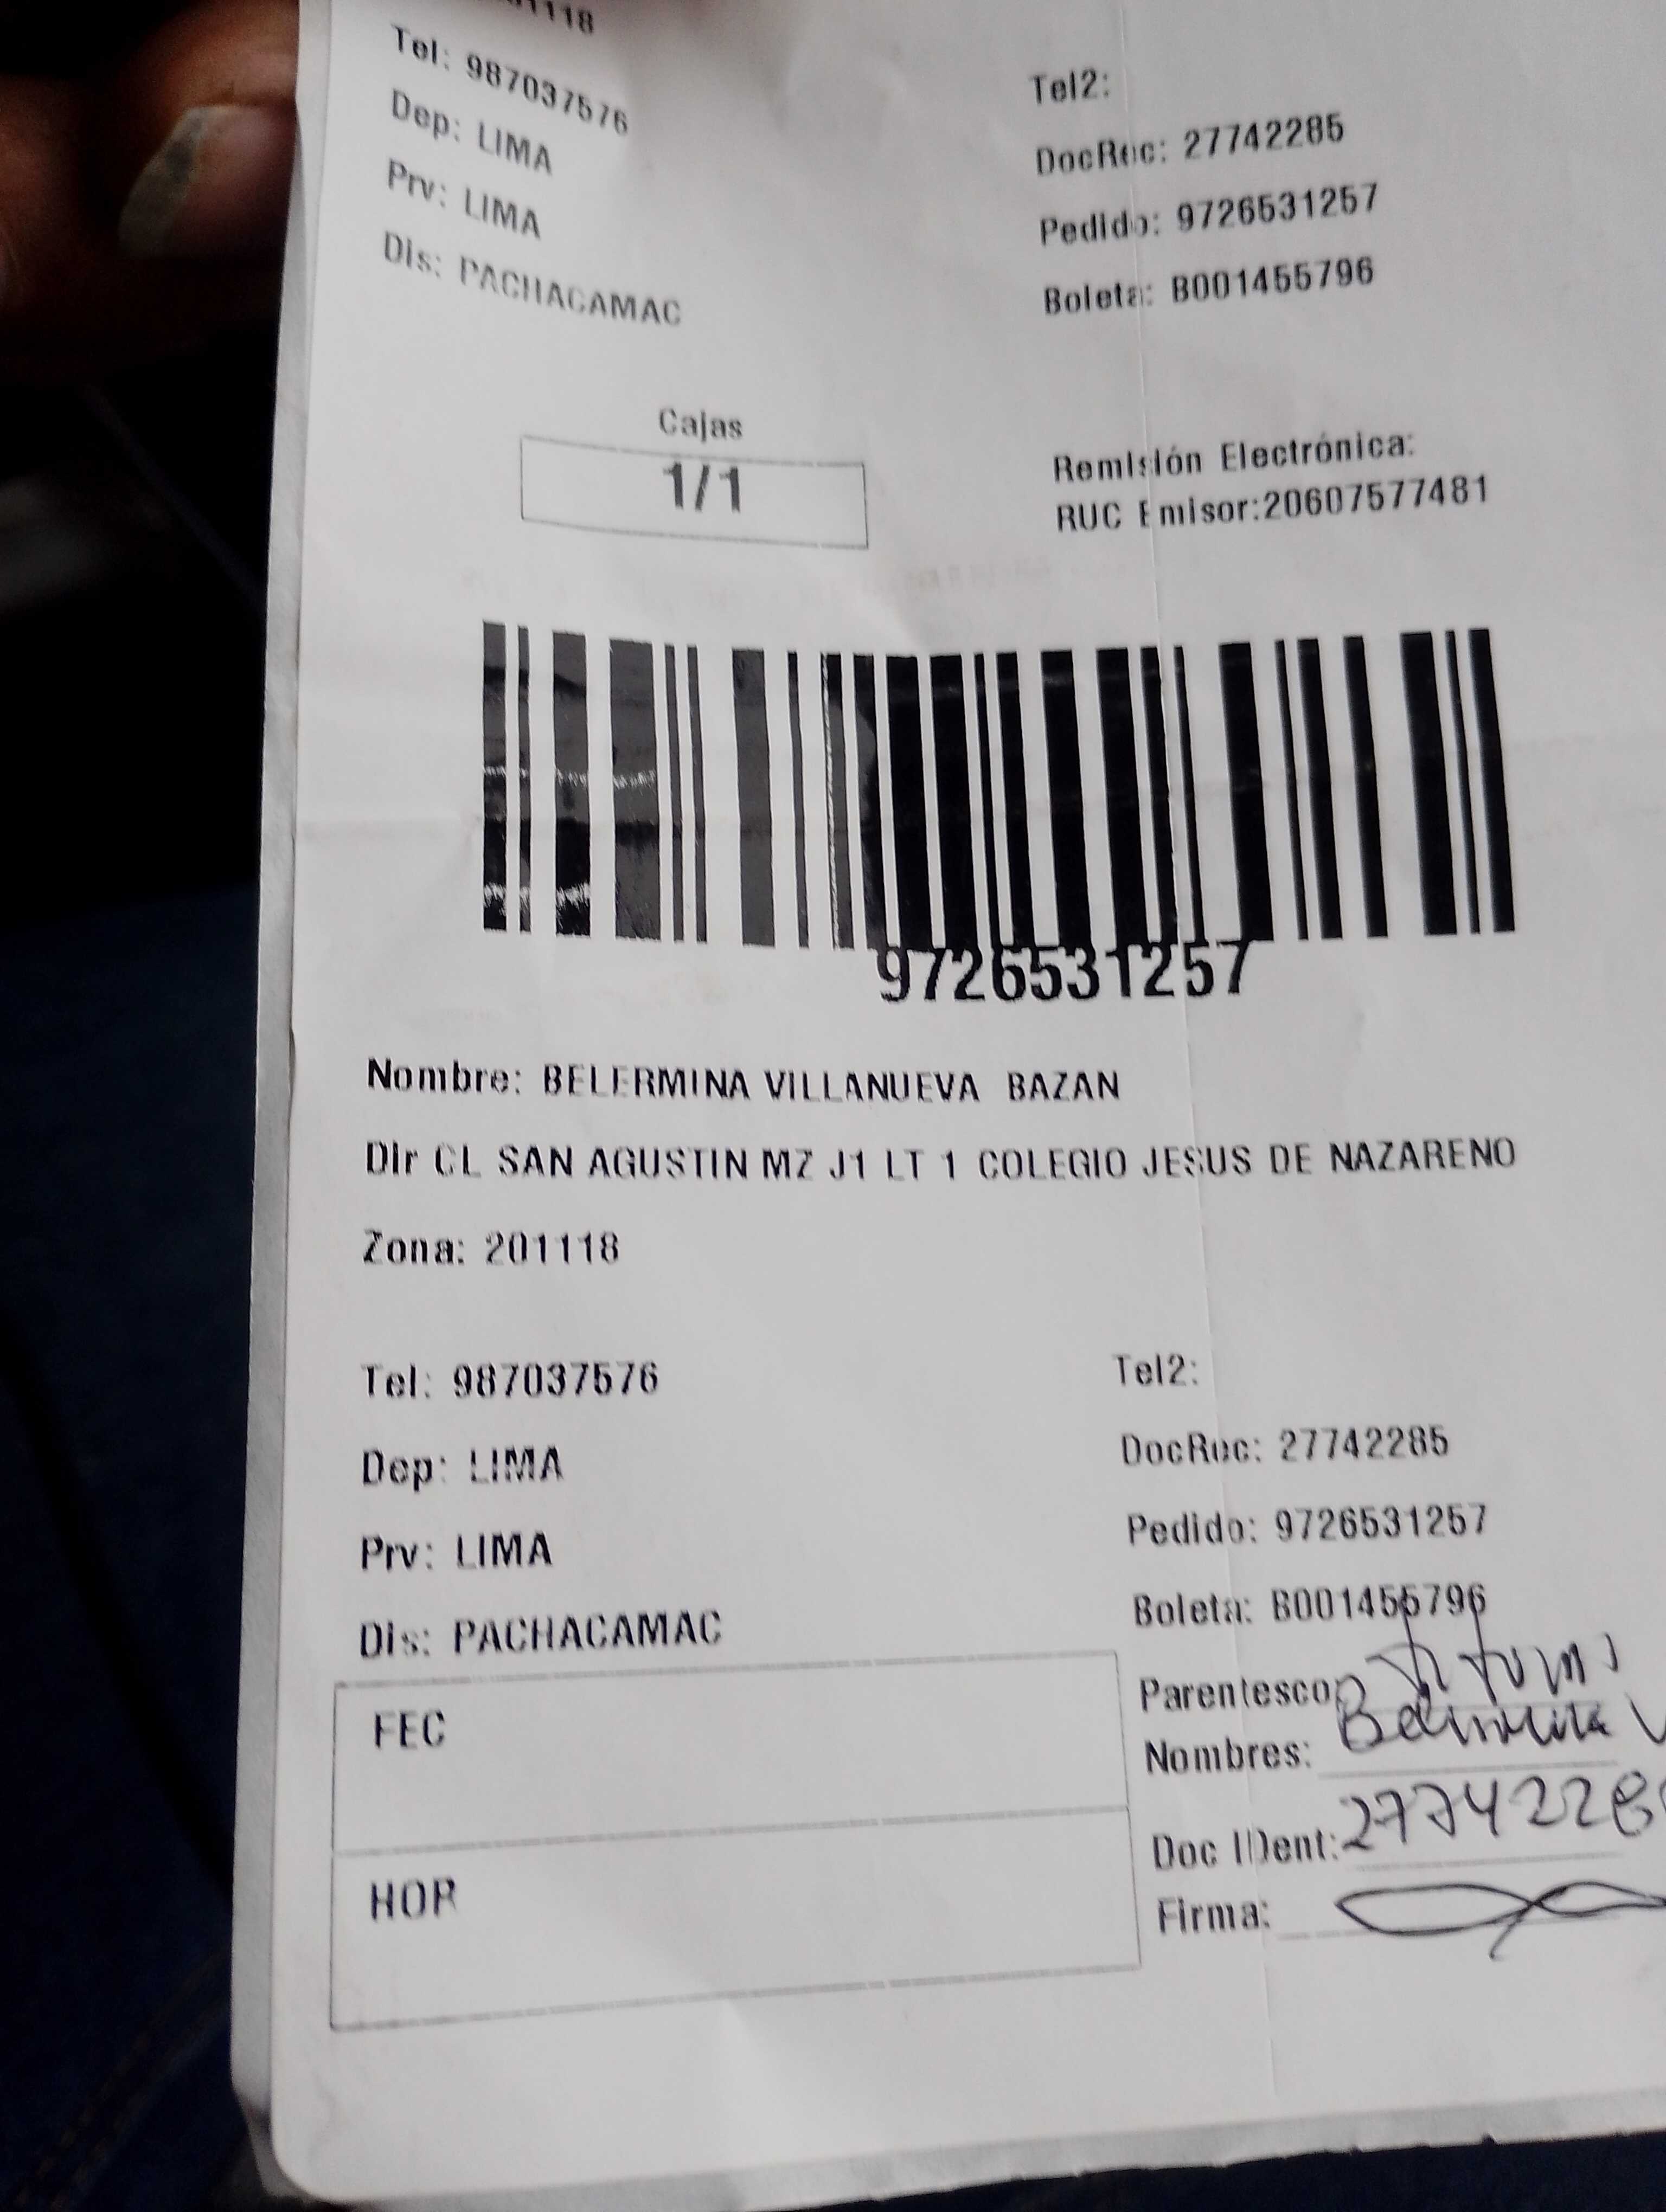 1118
Tel: 987037576
Dep: LIMA
Prv: LIMA
Dis: PACHACAMAC
Tel2:
DocRec: 27742285
Pedido: 9726531257
Boleta: B001455796
Cajas
1/1
Remisión Electrónica:
RUC Emisor:20607577481
9726531257
Nombre: BELERMINA VILLANUEVA BAZAN
Dir CL SAN AGUSTIN MZ J1 LT 1 COLEGIO JESUS DE NAZARENO
Zona: 201118
Tel: 987037576
Dep: LIMA
Prv: LIMA
Dis: PACHACAMAC
Tel2:
DocRec: 27742285
Pedido: 9726531257
Boleta: B001455796
FEC
HOR
Parentesco
Nombres: Belermina V
Doc IDent: 2774228
Firma: